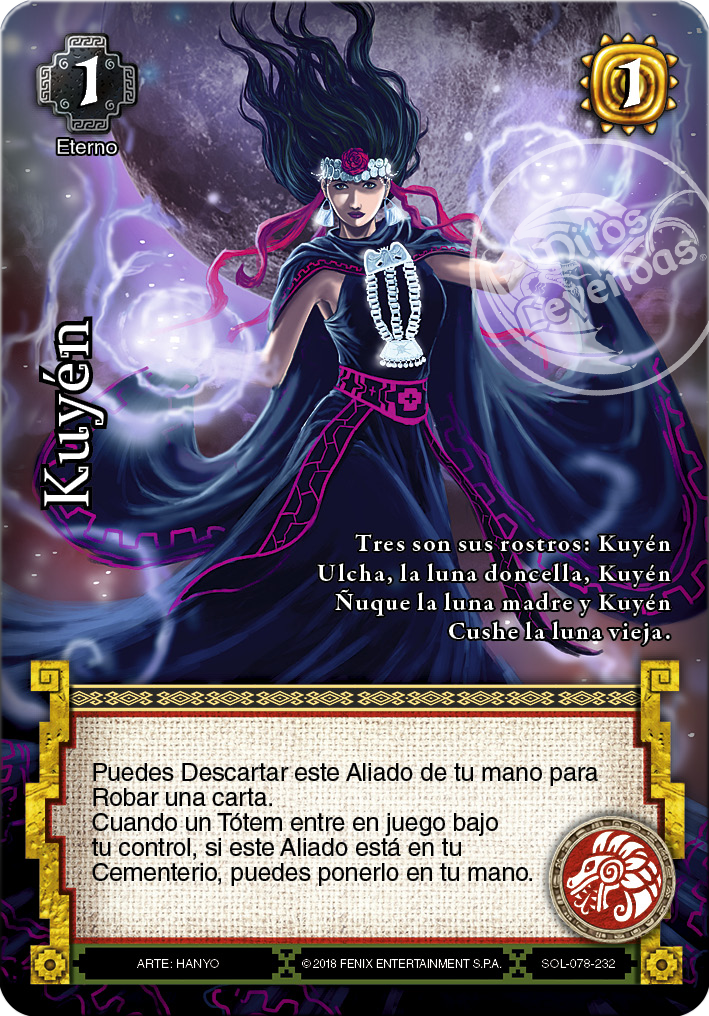 1
Eterno
1
Mitos
Leyendas
Kuyén
Tres son sus rostros: Kuyén
Ulcha, la luna doncella, Kuyén
Ñuque la luna madre y Kuyén
Cushe la luna vieja.
Puedes Descartar este Aliado de tu mano para
Robar una carta.
Cuando un Tótem entre en juego bajo
tu control, si este Aliado está en tu
Cementerio, puedes ponerlo en tu mano.
ARTE: HANYO
© 2018 FENIX ENTERTAINMENT S.P.A.
SOL-078-232